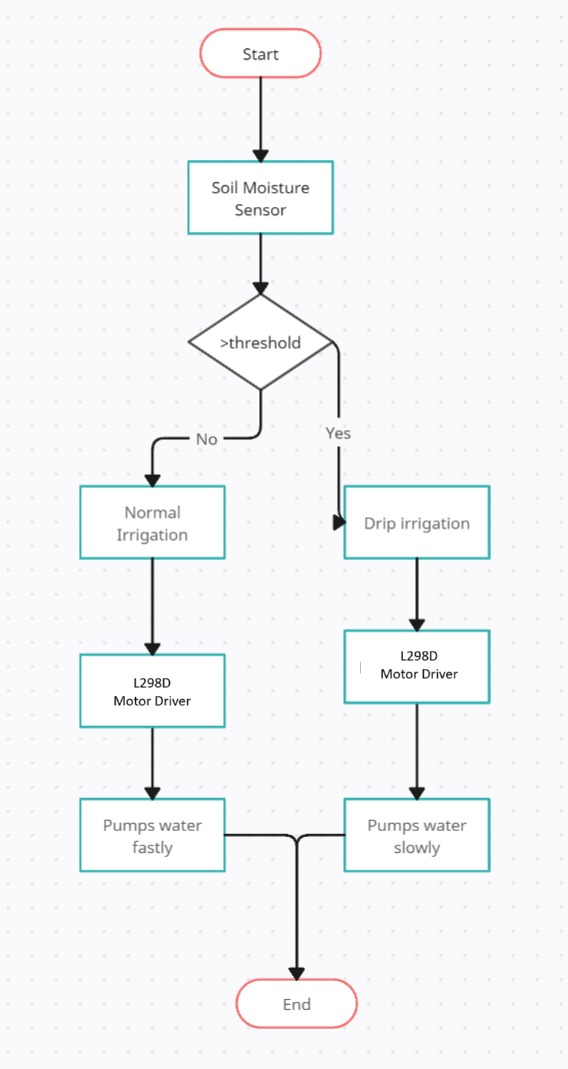 Start
Soil Moisture
Sensor
>threshold
No
Yes
Normal
Irrigation
Drip irrigation
L298D
Motor Driver
L298D
Motor Driver
Pumps water
fastly
Pumps water
slowly
End